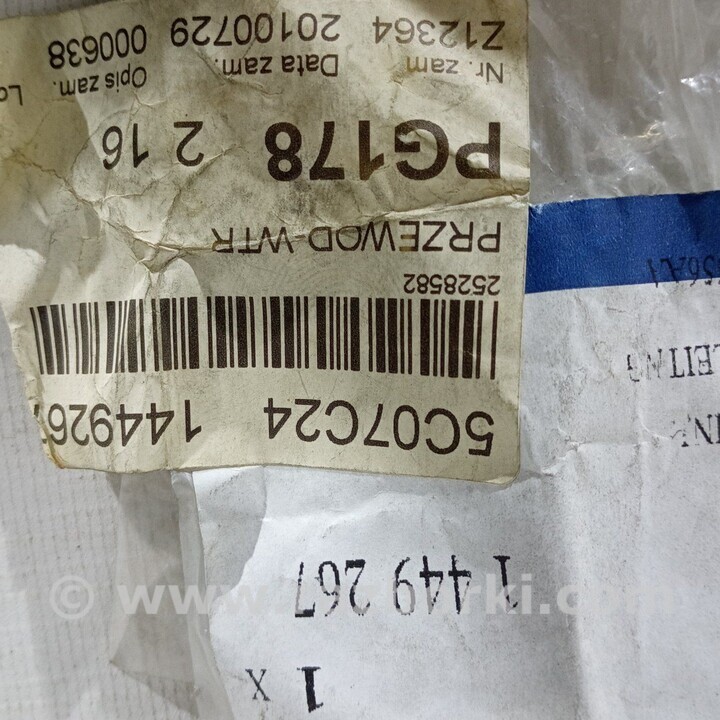 1 x
1 449 267
5C07C24 144926
2528582
PRZEWOD-WTR
PG178 2 16
Nr. zam Data zam. Opis zam.
Z12364 20100729 000638
LEITNG